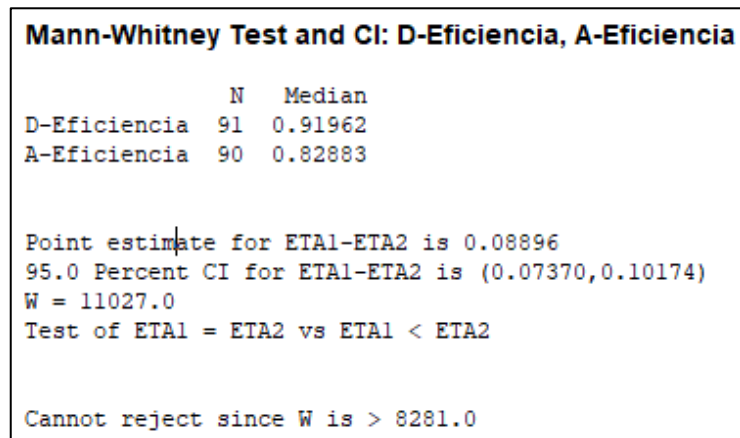 Mann-Whitney Test and CI: D-Eficiencia, A-Eficiencia
N Median
D-Eficiencia 91 0.91962
A-Eficiencia 90 0.82883
Point estimate for ETA1-ETA2 is 0.08896
95.0 Percent CI for ETA1-ETA2 is (0.07370,0.10174)
W = 11027.0
Test of ETA1 = ETA2 vs ETA1 < ETA2
Cannot reject since W is > 8281.0